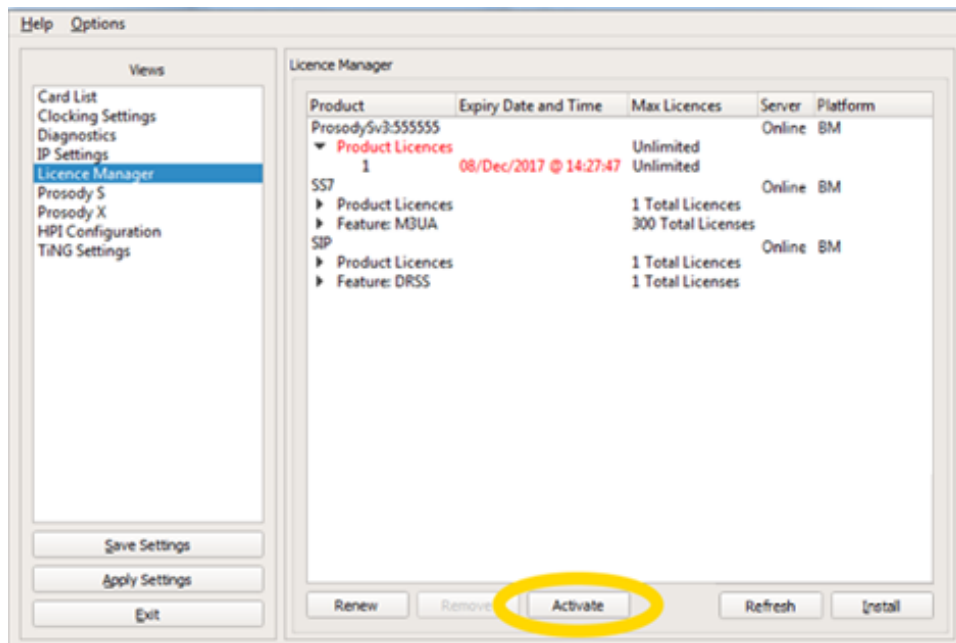 Help Options
Views
Card List
Clocking Settings
Diagnostics
IP Settings
Licence Manager
Prosody S
Prosody X
HPI Configuration
TiNG Settings
Save Settings
Apply Settings
Exit
Licence Manager
Product Expiry Date and Time Max Licences Server Platform
ProsodySv3:555555 Online BM
Product Licences Unlimited
1 08/Dec/2017 @ 14:27:47 Unlimited
SS7 Online BM
Product Licences 1 Total Licences
Feature: M3UA 300 Total Licenses
SIP Online BM
Product Licences 1 Total Licences
Feature: DRSS 1 Total Licenses
Renew Remove Activate Refresh Install